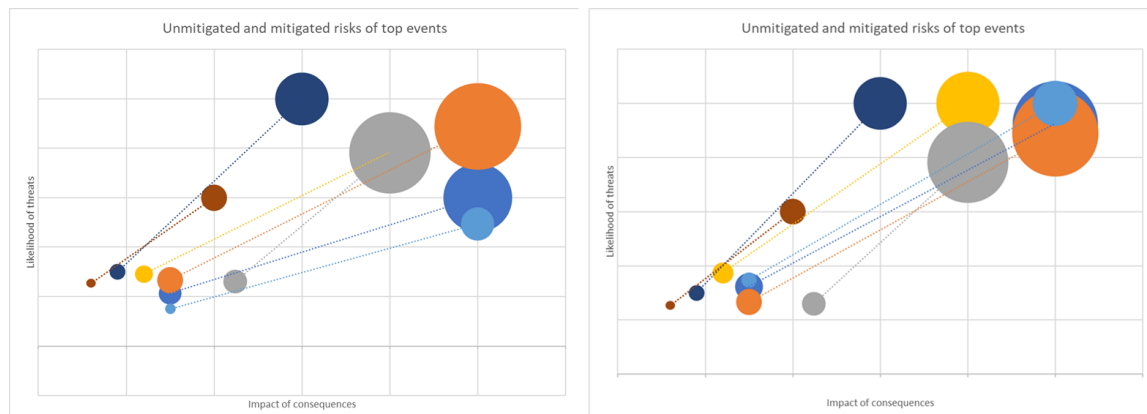 Unmitigated and mitigated risks of top events
Likelihood of threats
Impact of consequences
Unmitigated and mitigated risks of top events
Likelihood of threats
Impact of consequences